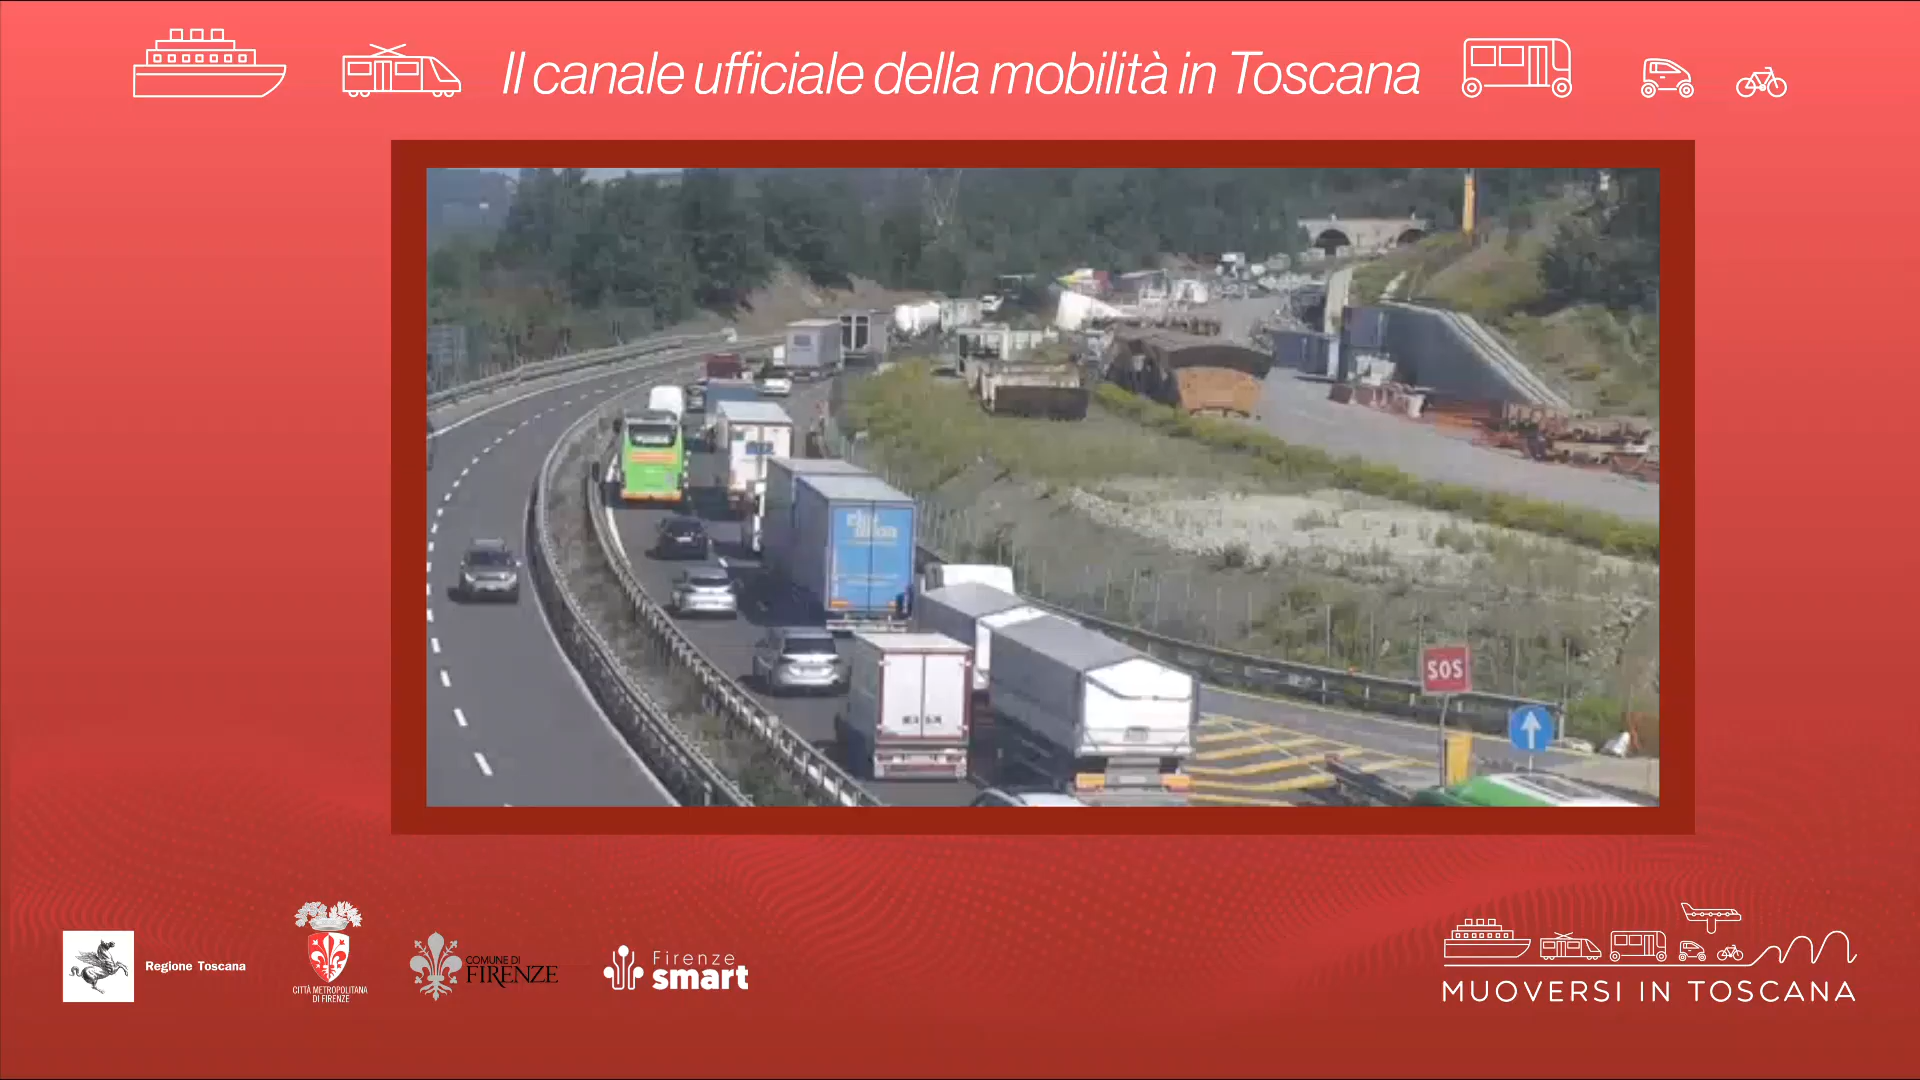 Il canale ufficiale della mobilità in Toscana
SOS
Regione Toscana
CITTÀ METROPOLITANA
DI FIRENZE
COMUNE DI
FIRENZE
Firenze
smart
MUOVERSI IN TOSCANA